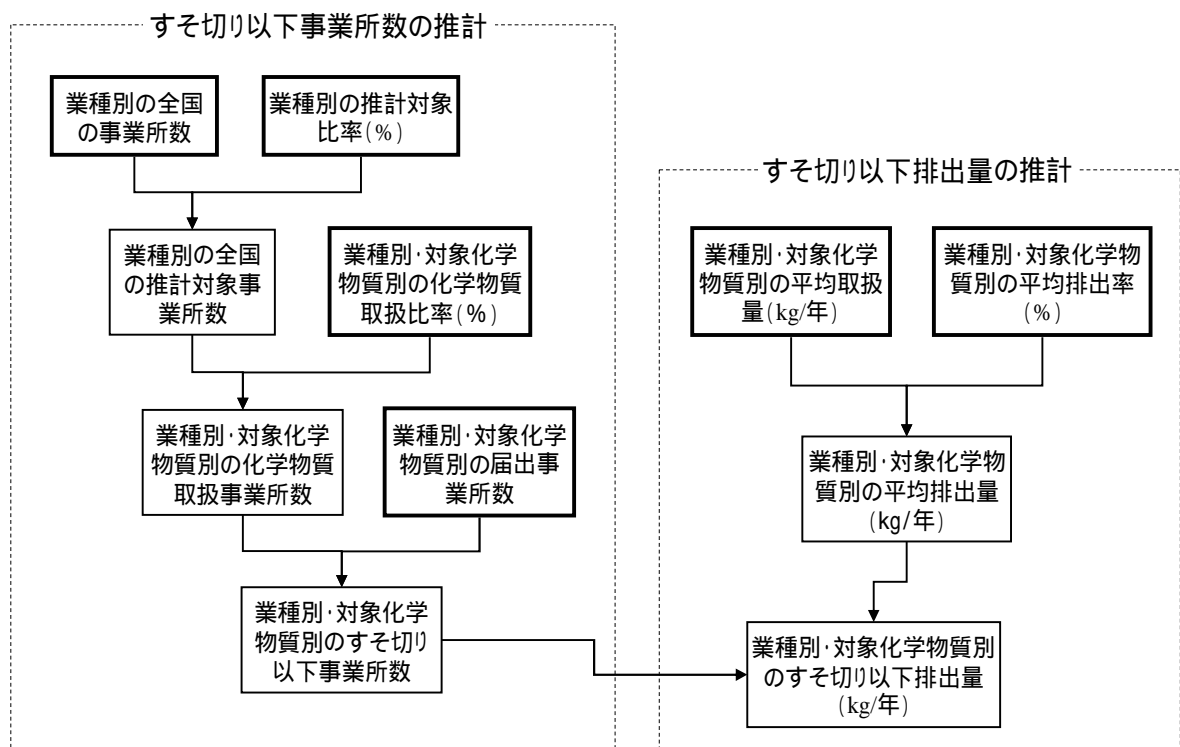 すそ切り以下事業所数の推計
業種別の全国
の事業所数
業種別の推計対象
比率(%)
業種別の全国
の推計対象事
業所数
業種別・対象化学
物質別の化学物質
取扱比率(%)
業種別・対象化学
物質別の化学物質
取扱事業所数
業種別・対象化学
物質別の届出事
業所数
業種別・対象化学
物質別のすそ切り
以下事業所数
すそ切り以下排出量の推計
業種別・対象化学
物質別の平均取扱
量(kg/年)
業種別・対象化学物
質別の平均排出率
(%)
業種別・対象化学物
質別の平均排出量
(kg/年)
業種別・対象化学物質別
のすそ切り以下排出量
(kg/年)